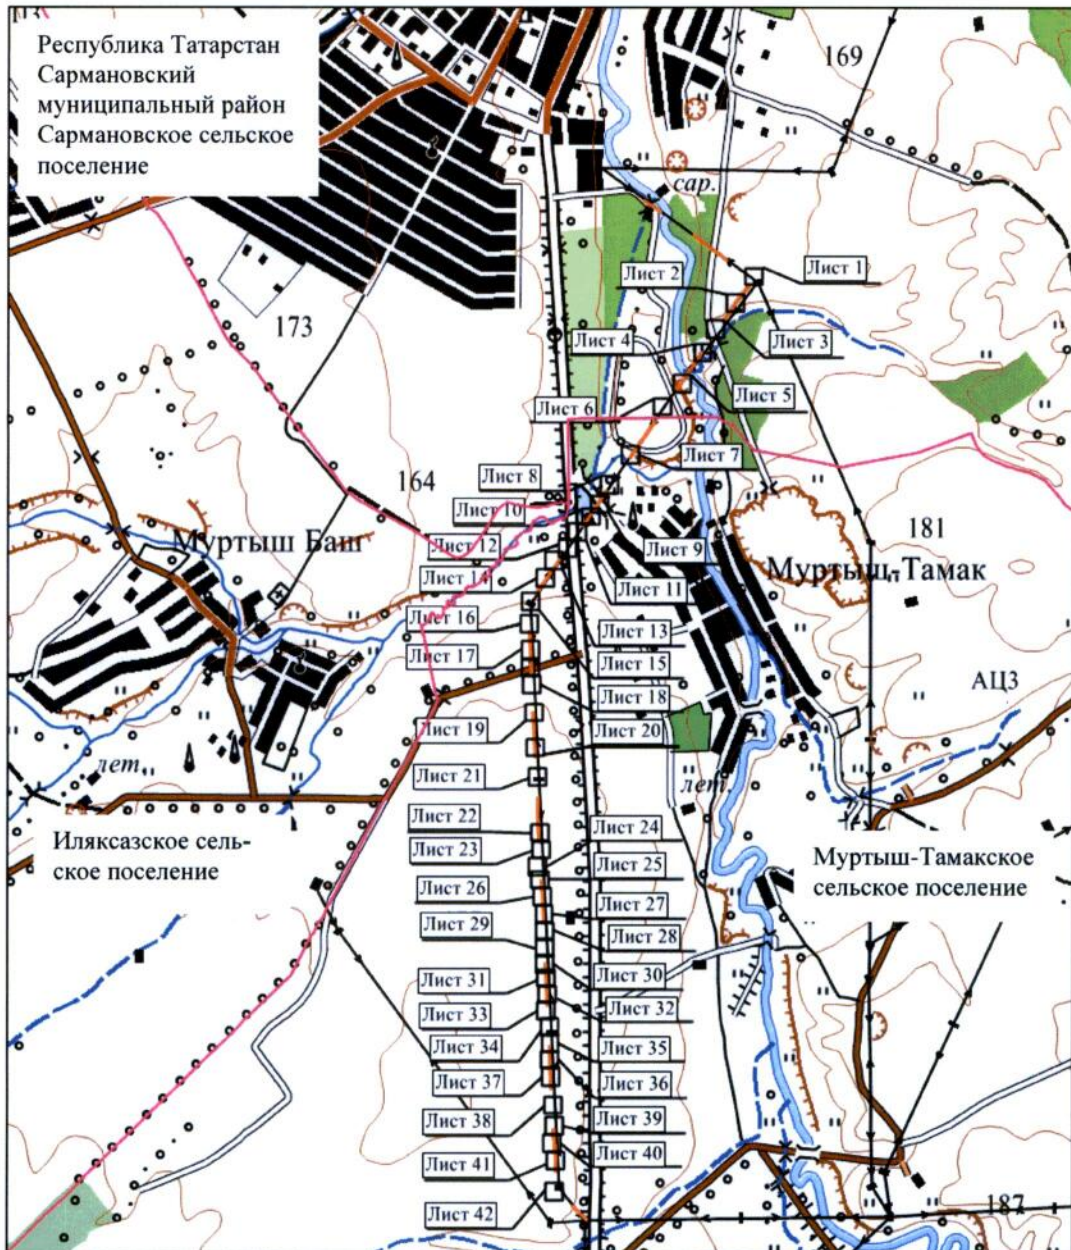 Республика Татарстан
Сармановский
муниципальный район
Сармановское сельское
поселение
169
сар.
Лист 2
Лист 1
173
Лист 4
Лист 3
Лист 6
Лист 5
Лист 7
164
Лист 8
Лист 10
181
Муртыш Баш
Лист 12
Лист 9
Муртыш-Тамак
Лист 14
Лист 11
Лист 16
Лист 13
Лист 17
Лист 15
Лист 18
АЦЗ
Лист 19
Лист 20
лет.
Лист 21
лет.
Лист 22
Лист 24
Иляксазское сель-
ское поселение
Лист 23
Лист 25
Муртыш-Тамакское
сельское поселение
Лист 26
Лист 27
Лист 29
Лист 28
Лист 31
Лист 30
Лист 33
Лист 32
Лист 34
Лист 35
Лист 37
Лист 36
Лист 38
Лист 39
Лист 41
Лист 40
187
Лист 42